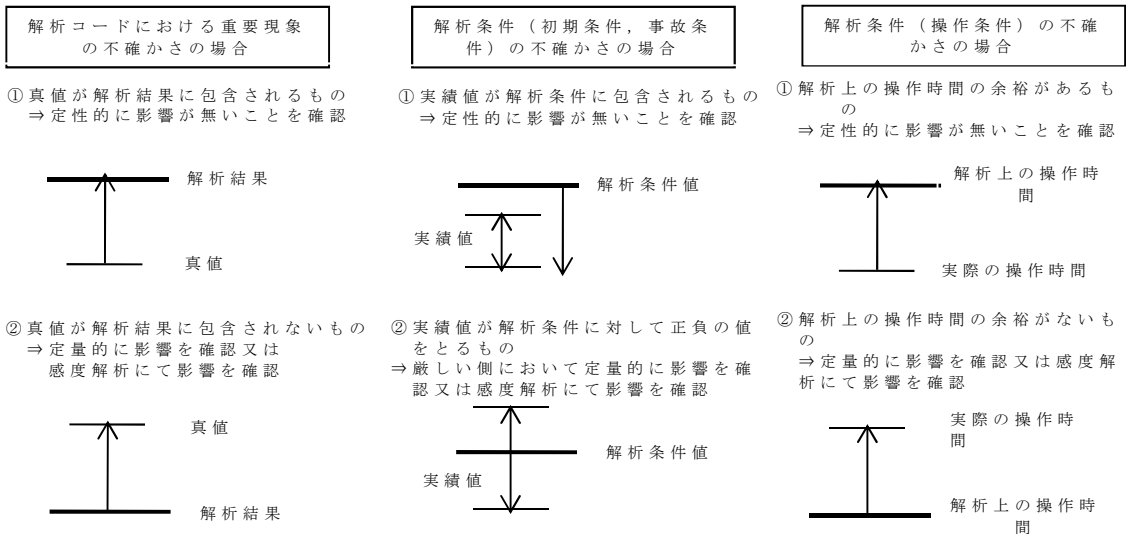 解析コードにおける重要現象
の不確かさの場合
①真値が解析結果に包含されるもの
⇒定性的に影響が無いことを確認
解析結果
真値
②真値が解析結果に包含されないもの
⇒定量的に影響を確認又は
感度解析にて影響を確認
真値
解析結果
解析条件（初期条件，事故条
件）の不確かさの場合
①実績値が解析条件に包含されるもの
⇒定性的に影響が無いことを確認
解析条件値
実績値
②実績値が解析条件に対して正負の値
をとるもの
⇒厳しい側において定量的に影響を確
認又は感度解析にて影響を確認
解析条件値
実績値
解析条件（操作条件）の不確
かさの場合
①解析上の操作時間の余裕があるも
の
⇒定性的に影響が無いことを確認
解析上の操作時
間
実際の操作時間
②解析上の操作時間の余裕がないも
の
⇒定量的に影響を確認又は感度解
析にて影響を確認
実際の操作時
間
解析上の操作時
間